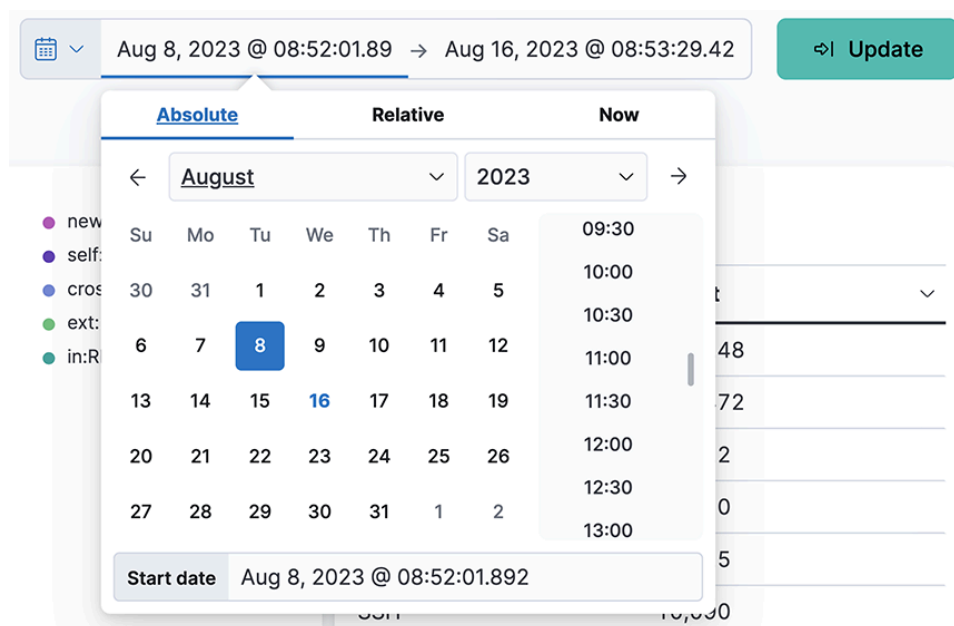 Aug 8, 2023 @ 08:52:01.89 → Aug 16, 2023 @ 08:53:29.42 Update
Absolute Relative Now
August 2023
Su Mo Tu We Th Fr Sa
30 31 1 2 3 4 5
6 7 8 9 10 11 12
13 14 15 16 17 18 19
20 21 22 23 24 25 26
27 28 29 30 31 1 2
09:30
10:00
10:30
11:00
11:30
12:00
12:30
13:00
Start date Aug 8, 2023 @ 08:52:01.892
new
self:
cros
ext:
in:R
t
48
72
2
0
5